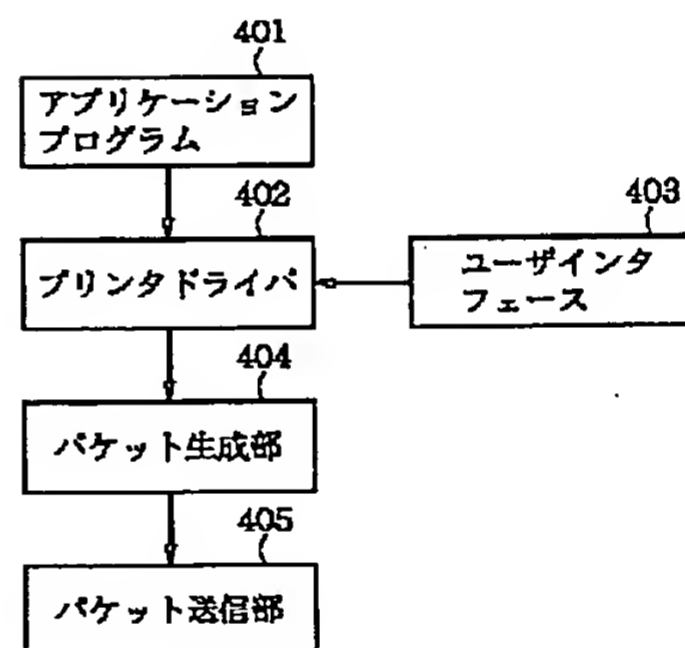 401
アプリケーション
プログラム
402
プリンタドライバ
403
ユーザインタ
フェース
404
パケット生成部
405
パケット送信部